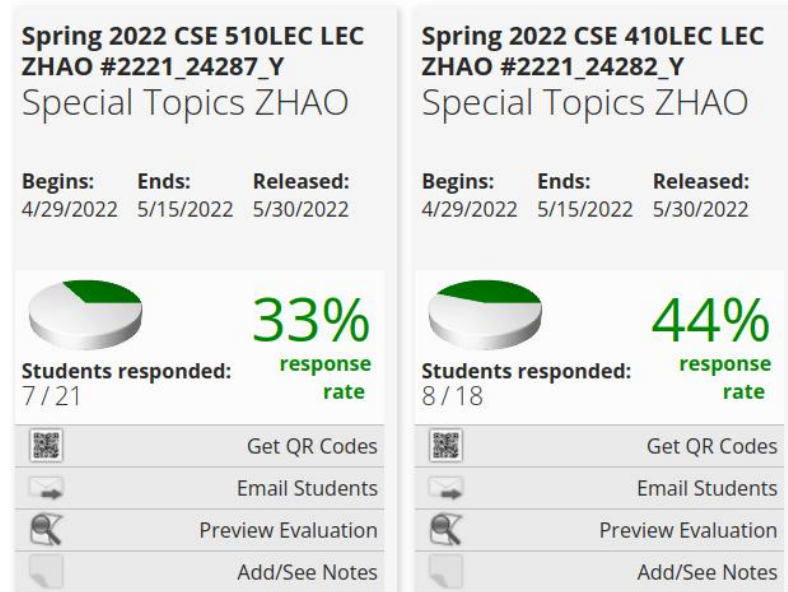 Spring 2022 CSE 510LEC LEC
ZHAO #2221_24287_Y
Special Topics ZHAO
Begins: Ends: Released:
4/29/2022 5/15/2022 5/30/2022
33%
response
rate
Students responded:
7 / 21
Get QR Codes
Email Students
Preview Evaluation
Add/See Notes
Spring 2022 CSE 410LEC LEC
ZHAO #2221_24282_Y
Special Topics ZHAO
Begins: Ends: Released:
4/29/2022 5/15/2022 5/30/2022
44%
response
rate
Students responded:
8 / 18
Get QR Codes
Email Students
Preview Evaluation
Add/See Notes